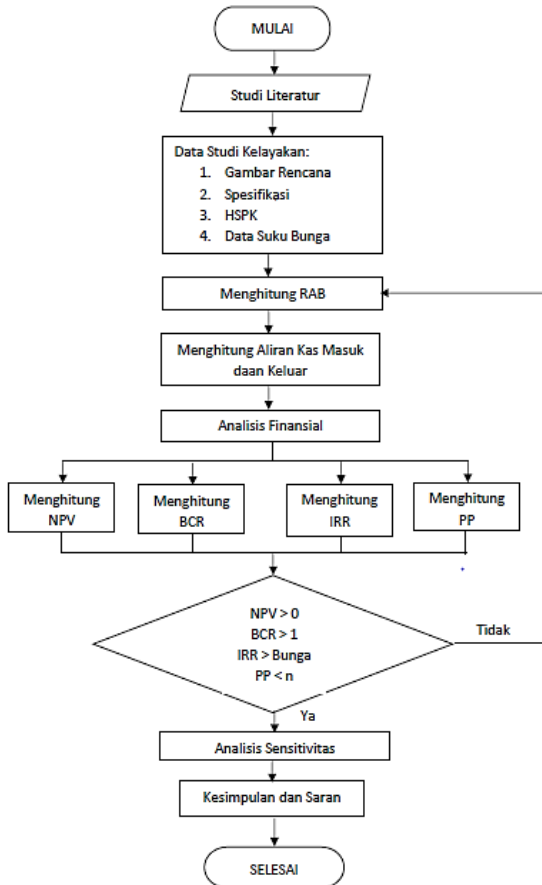 MULAI
Studi Literatur
Data Studi Kelayakan:
1. Gambar Rencana
2. Spesifikasi
3. HSPK
4. Data Suku Bunga
Menghitung RAB
Menghitung Aliran Kas Masuk
daan Keluar
Analisis Finansial
Menghitung
NPV
Menghitung
BCR
Menghitung
IRR
Menghitung
PP
NPV > 0
BCR > 1
IRR > Bunga
PP < n
Tidak
Ya
Analisis Sensitivitas
Kesimpulan dan Saran
SELESAI